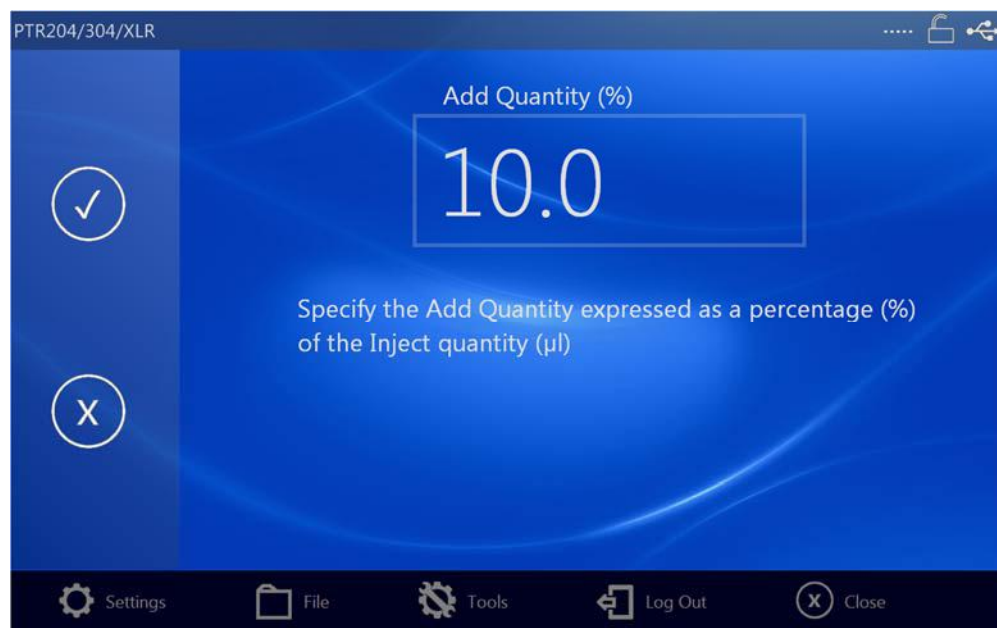 PTR204/304/XLR
.....
Add Quantity (%)
10.0
✓
Specify the Add Quantity expressed as a percentage (%)
of the Inject quantity (µl)
X
Settings File Tools Log Out X Close